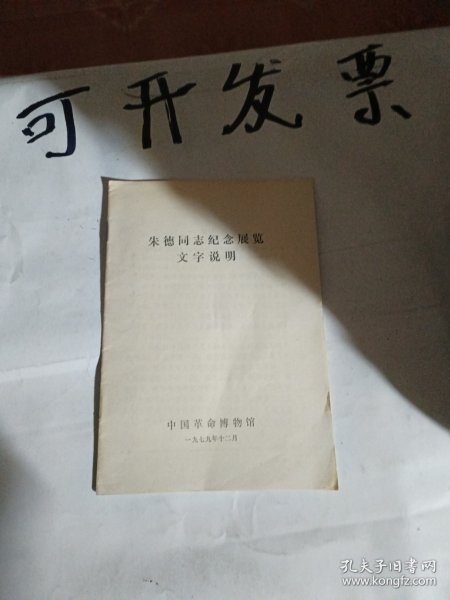 可开发票
朱德同志纪念展览
文字说明
中国革命博物馆
一九七九年十二月
孔夫子旧书网
www.kongfz.com